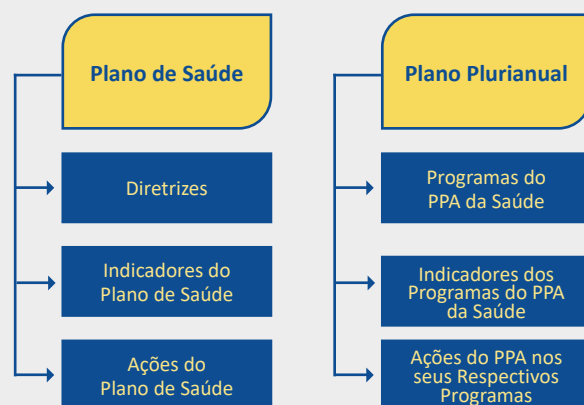 Plano de Saúde
Diretrizes
Indicadores do
Plano de Saúde
Ações do
Plano de Saúde
Plano Plurianual
Programas do
PPA da Saúde
Indicadores dos
Programas do PPA
da Saúde
Ações do PPA nos
seus Respectivos
Programas